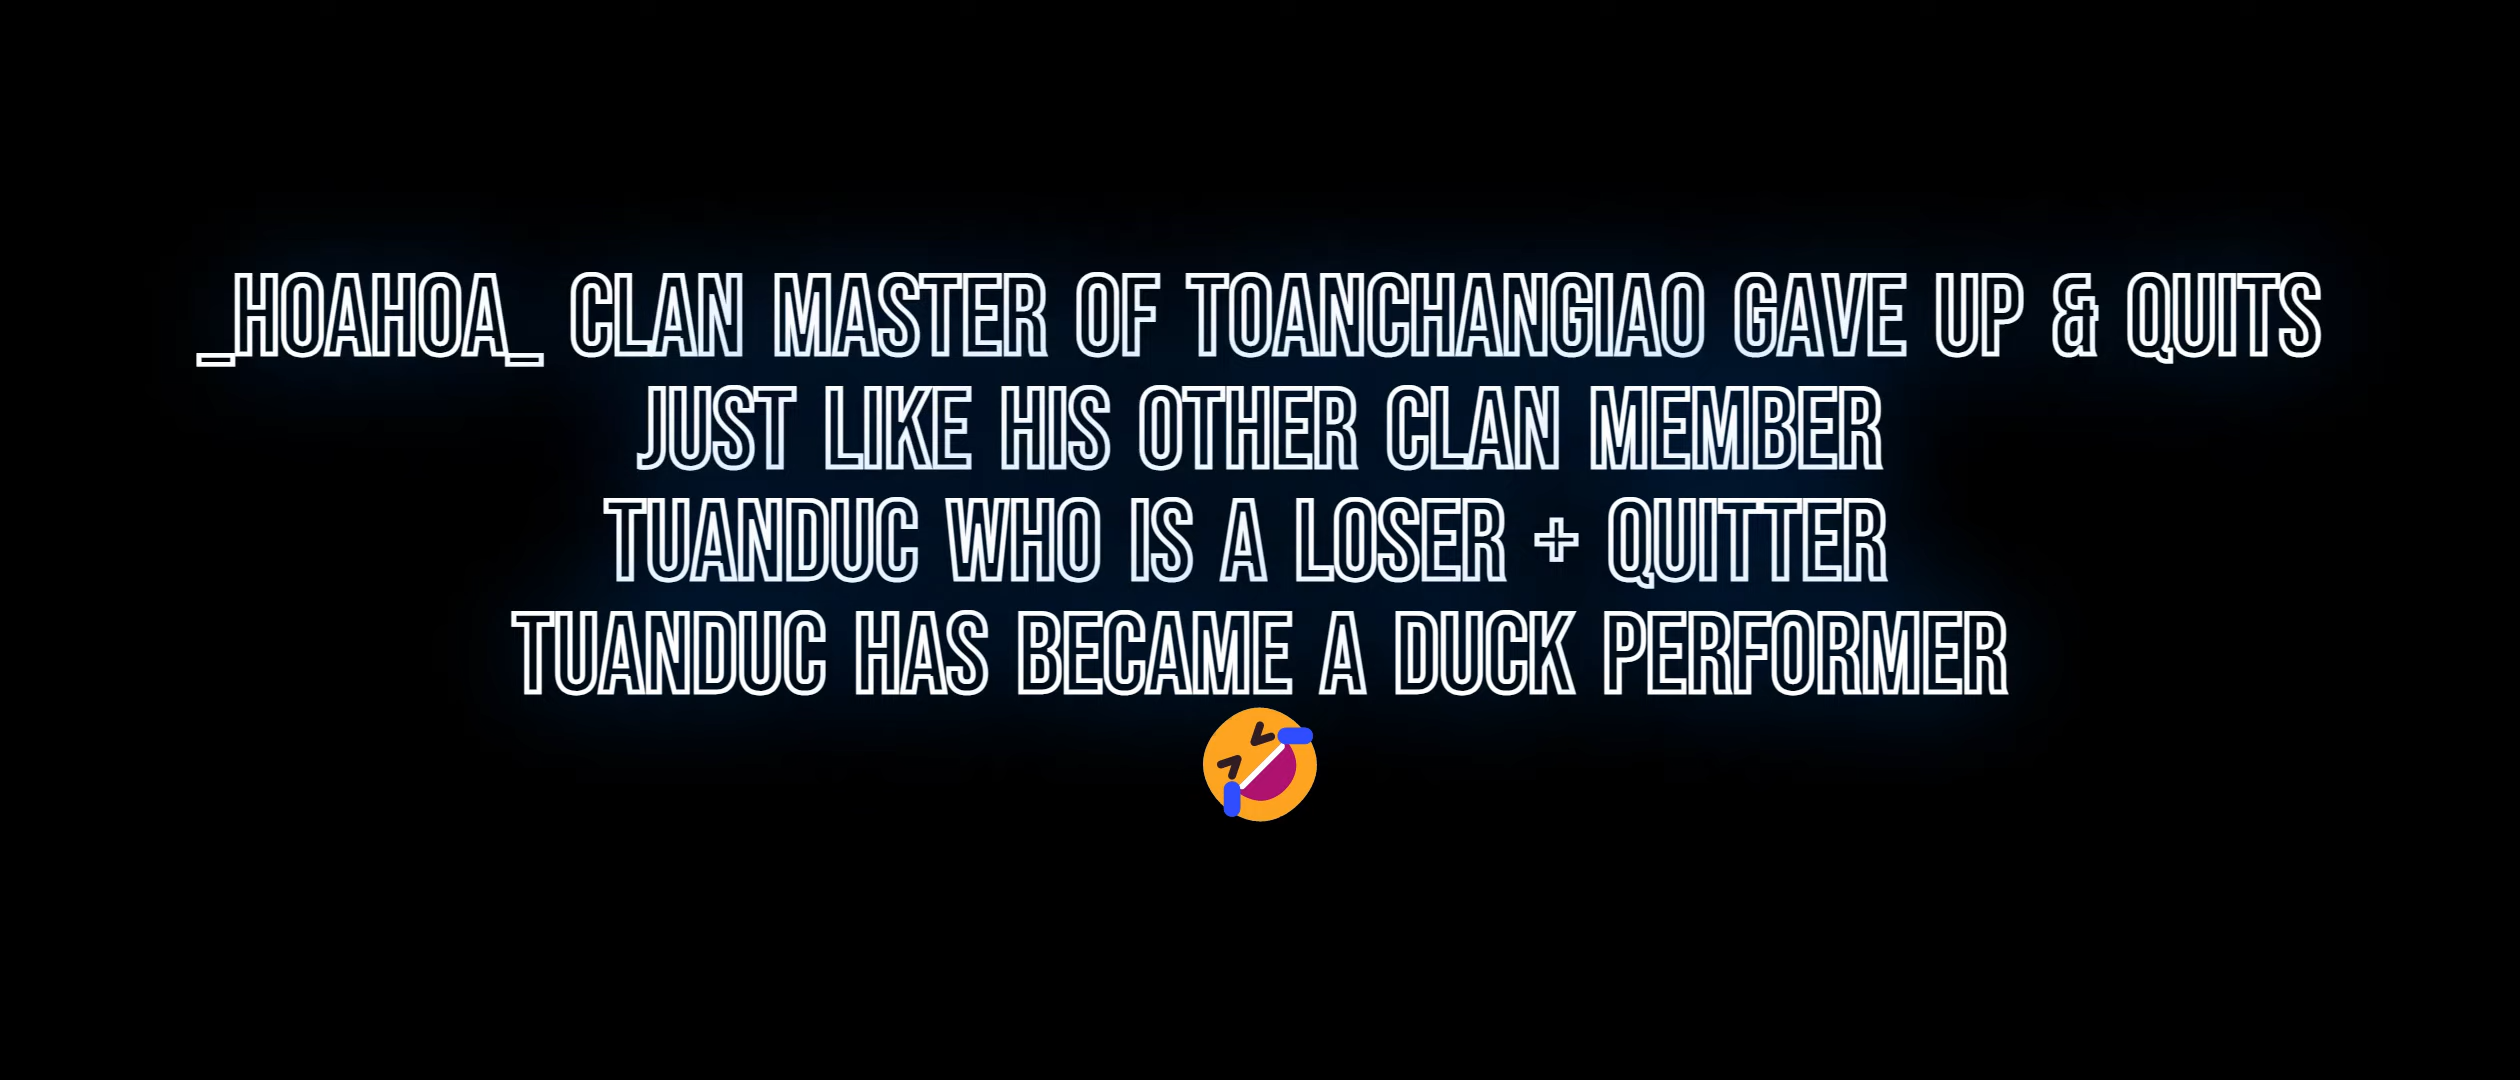 _HOAHOA_ CLAN MASTER OF TOANCHANGIAO GAVE UP & QUITS
JUST LIKE HIS OTHER CLAN MEMBER
TUANDUC WHO IS A LOSER + QUITTER
TUANDUC HAS BECAME A DUCK PERFORMER
🤣